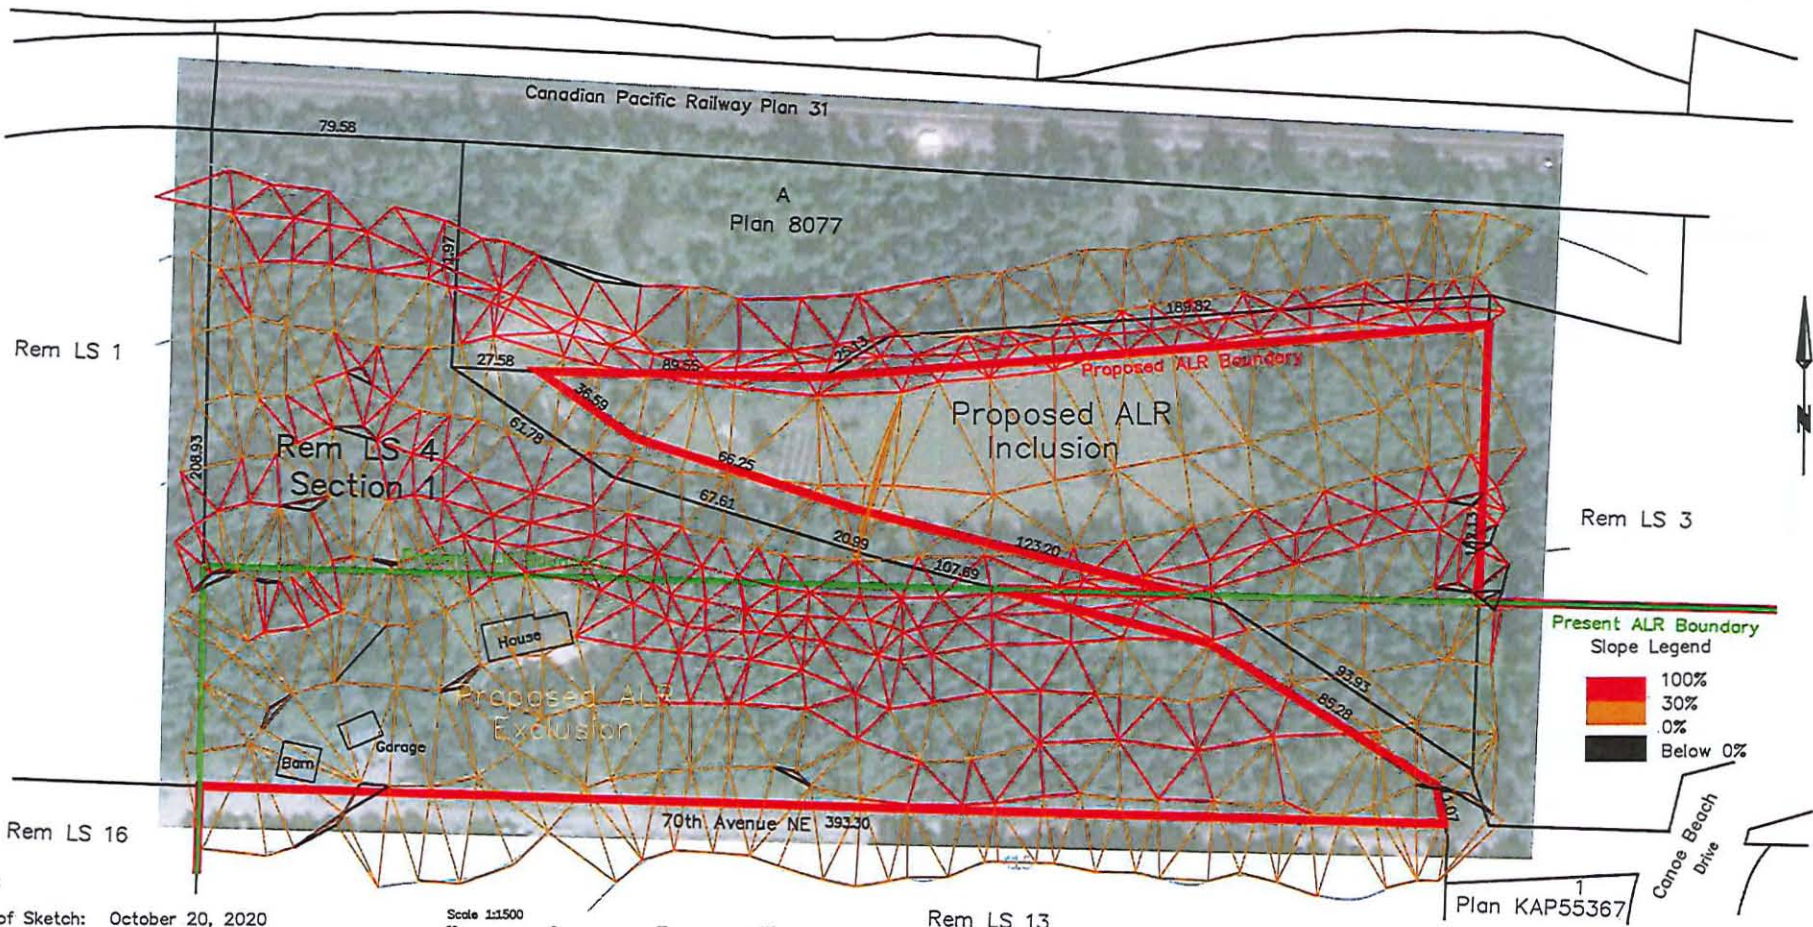 Canadian Pacific Railway Plan 31
79.58
A
Plan 8077
189.82
25.13
Rem LS 1
27.58
89.55
Proposed ALR Boundary
36.59
61.78
Proposed ALR
Inclusion
Rem LS 4
Section 1
208.93
66.25
67.61
20.99
123.20
107.69
Rem LS 3
N
Present ALR Boundary
Slope Legend
100%
30%
.0%
Below 0%
House
Proposed ALR
Exclusion
93.93
85.28
Garage
Barn
70th Avenue NE 393.30
Rem LS 16
Canoe Beach
Drive
1
Plan KAP55367
of Sketch: October 20, 2020
Scale 1:1500
Rem LS 13